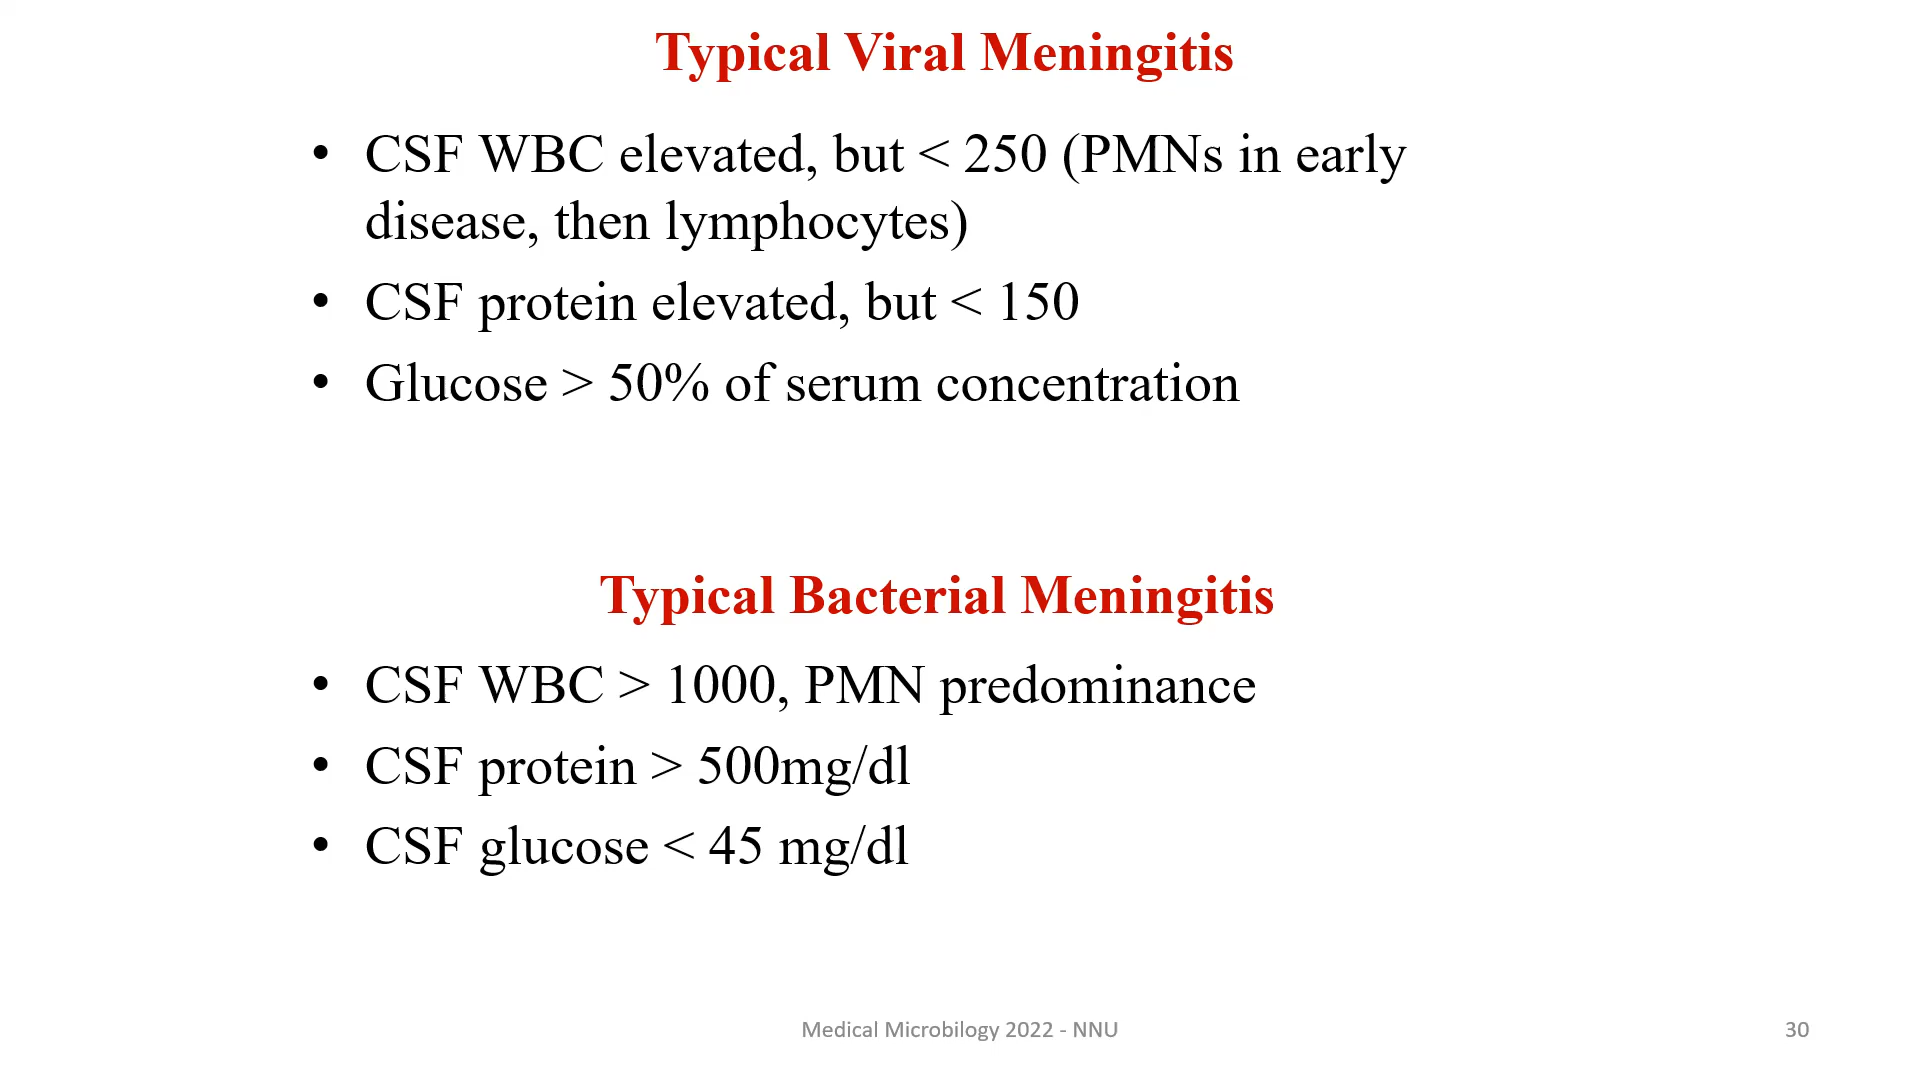 Typical Viral Meningitis
• CSF WBC elevated, but < 250 (PMNs in early
disease, then lymphocytes)
• CSF protein elevated, but < 150
• Glucose > 50% of serum concentration
Typical Bacterial Meningitis
• CSF WBC > 1000, PMN predominance
• CSF protein > 500mg/dl
• CSF glucose < 45 mg/dl
Medical Microbilogy 2022 - NNU
30